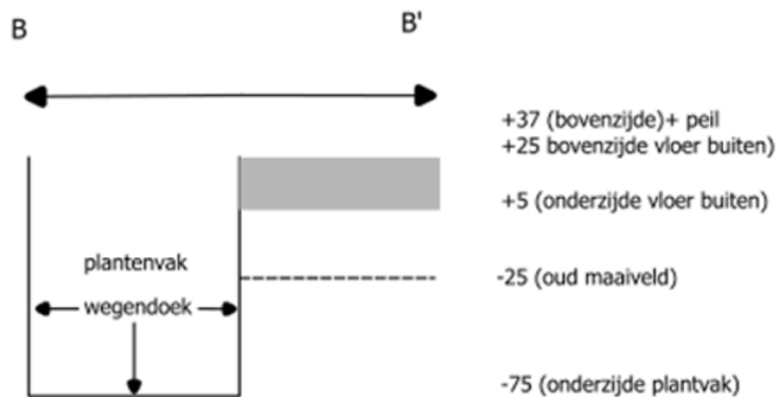 B
B'
+37 (bovenzijde)+ peil
+25 bovenzijde vloer buiten)
+5 (onderzijde vloer buiten)
plantenvak
-25 (oud maaiveld)
wegendoek
-75 (onderzijde plantvak)